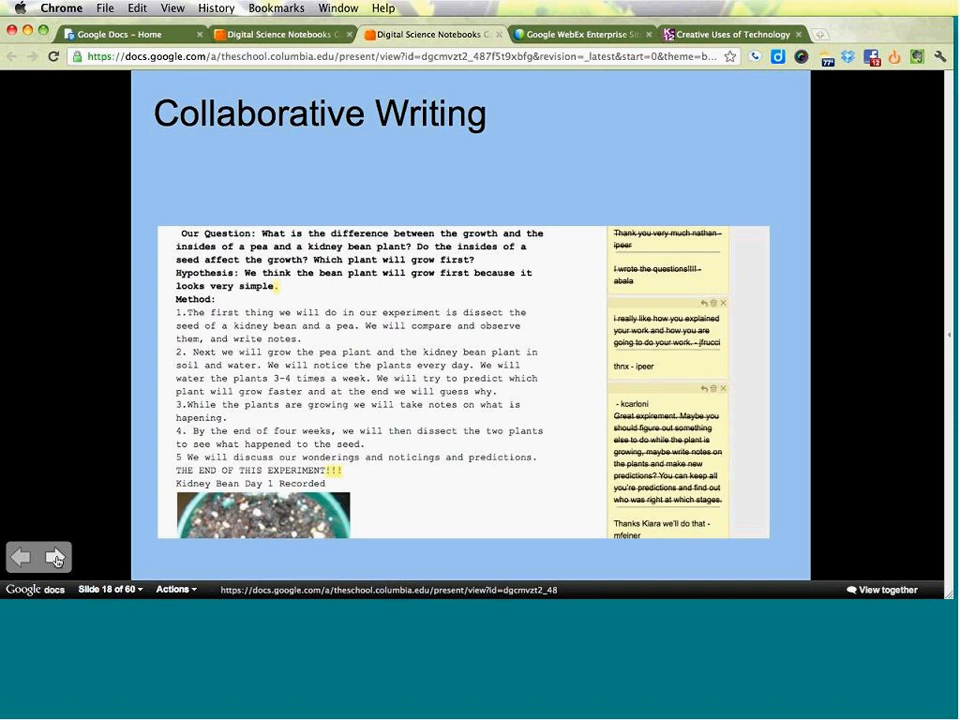 Chrome File Edit View History Bookmarks Window Help
Google Docs – Home
Digital Science Notebooks C
Digital Science Notebooks C
Google WebEx Enterprise Si
Creative Uses of Technology
https://docs.google.com/a/theschool.columbia.edu/present/view?id=dgcmvzt2_487f5t9xbfg&revision=_latest&start=0&theme=b...
77°
12
Collaborative Writing
Our Question: What is the difference between the growth and the
insides of a pea and a kidney bean plant? Do the insides of a
seed affect the growth? Which plant will grow first?
Hypothesis: We think the bean plant will grow first because it
looks very simple.
Method:
1.The first thing we will do in our experiment is dissect the
seed of a kidney bean and a pea. We will compare and observe
them, and write notes.
2. Next we will grow the pea plant and the kidney bean plant in
soil and water. We will notice the plants every day. We will
water the plants 3-4 times a week. We will try to predict which
plant will grow faster and at the end we will guess why.
3.While the plants are growing we will take notes on what is
hapening.
4. By the end of four weeks, we will then dissect the two plants
to see what happened to the seed.
5 We will discuss our wonderings and noticings and predictions.
THE END OF THIS EXPERIMENT!!!
Kidney Bean Day 1 Recorded
Thank you very much nathan -
ipeer
I wrote the questions!!!! -
abala
i really like how you explained
your work and how you are
going to do your work. - jfrucci
thnx - ipeer
- kcarloni
Great expirement. Maybe you
should figure out something
else to do while the plant is
growing, maybe write notes on
the plants and make new
predictions? You can keep all
you're predictions and find out
who was right at which stages.
Thanks Kiara we'll do that -
mfeiner
Google docs Slide 18 of 60 Actions https://docs.google.com/a/theschool.columbia.edu/present/view?id=dgcmvzt2_48 View together